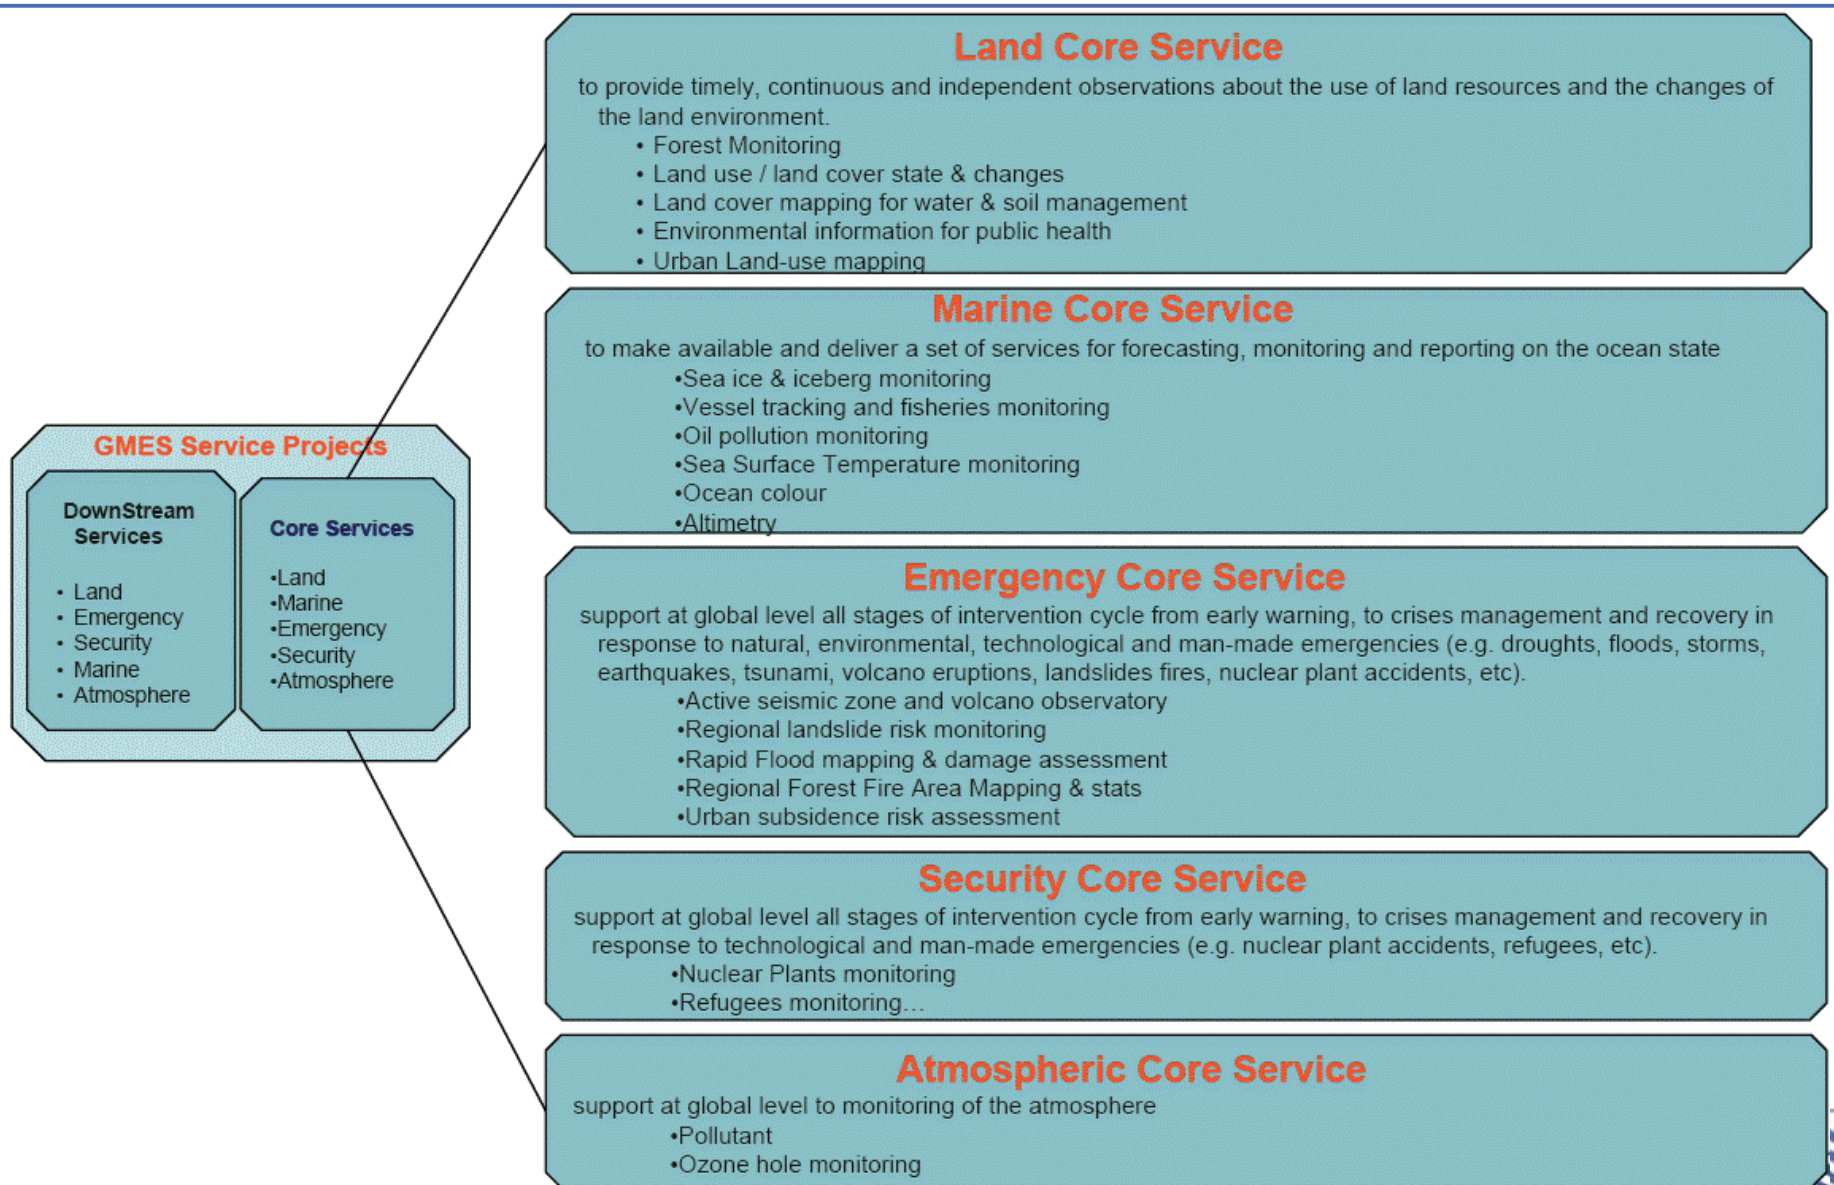 Land Core Service
to provide timely, continuous and independent observations about the use of land resources and the changes of
the land environment.
• Forest Monitoring
• Land use / land cover state & changes
• Land cover mapping for water & soil management
• Environmental information for public health
• Urban Land-use mapping
Marine Core Service
to make available and deliver a set of services for forecasting, monitoring and reporting on the ocean state
•Sea ice & iceberg monitoring
•Vessel tracking and fisheries monitoring
•Oil pollution monitoring
•Sea Surface Temperature monitoring
•Ocean colour
•Altimetry
GMES Service Projects
DownStream
Services
• Land
• Emergency
• Security
• Marine
• Atmosphere
Core Services
•Land
•Marine
•Emergency
•Security
•Atmosphere
Emergency Core Service
support at global level all stages of intervention cycle from early warning, to crises management and recovery in
response to natural, environmental, technological and man-made emergencies (e.g. droughts, floods, storms,
earthquakes, tsunami, volcano eruptions, landslides fires, nuclear plant accidents, etc).
•Active seismic zone and volcano observatory
•Regional landslide risk monitoring
•Rapid Flood mapping & damage assessment
•Regional Forest Fire Area Mapping & stats
•Urban subsidence risk assessment
Security Core Service
support at global level all stages of intervention cycle from early warning, to crises management and recovery in
response to technological and man-made emergencies (e.g. nuclear plant accidents, refugees, etc).
•Nuclear Plants monitoring
•Refugees monitoring…
Atmospheric Core Service
support at global level to monitoring of the atmosphere
•Pollutant
•Ozone hole monitoring